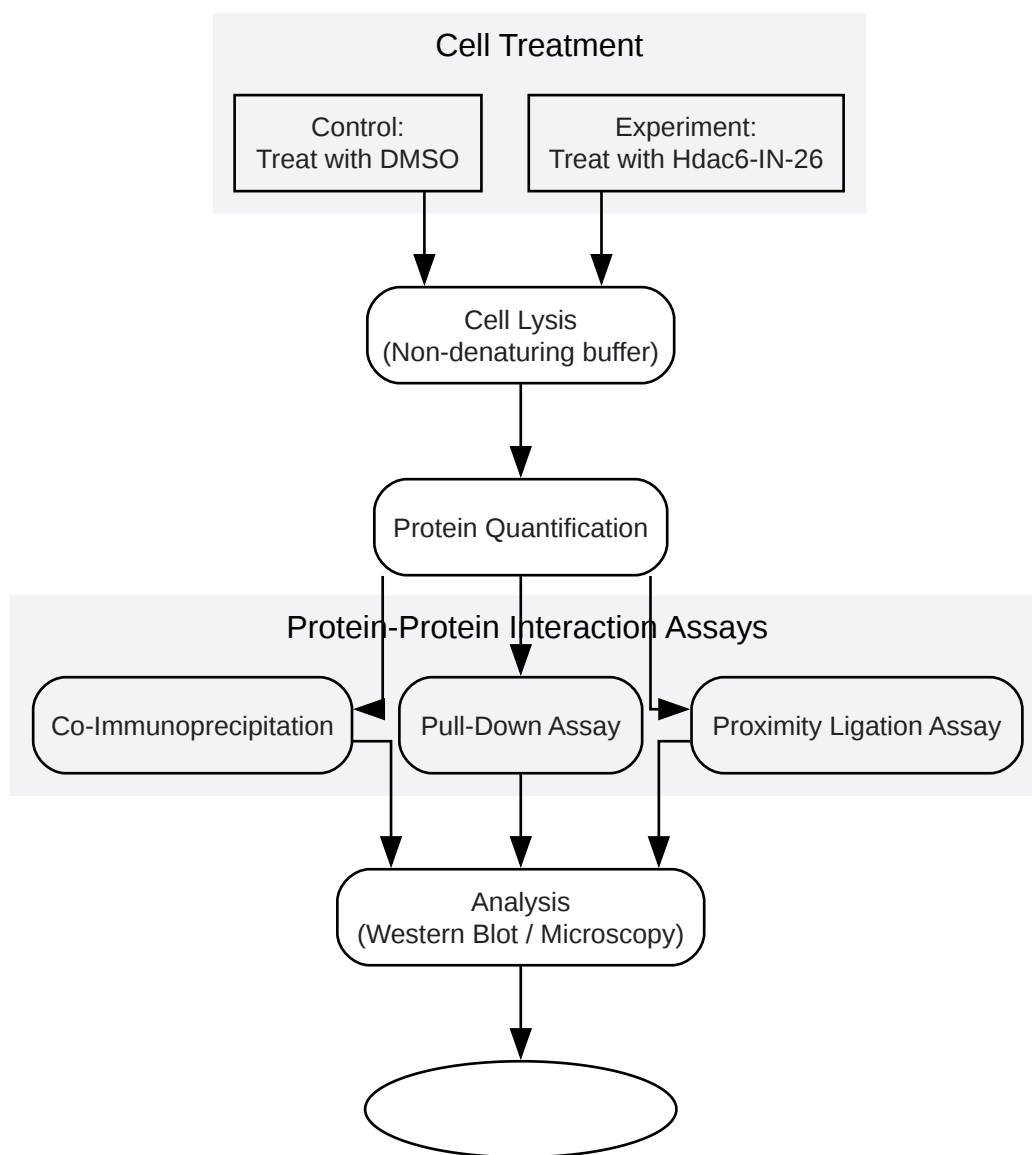 Cell Treatment
Control:
Treat with DMSO
Experiment:
Treat with Hdac6-IN-26
Cell Lysis
(Non-denaturing buffer)
Protein Quantification
Protein-Protein Interaction Assays
Co-Immunoprecipitation
Pull-Down Assay
Proximity Ligation Assay
Analysis
(Western Blot / Microscopy)